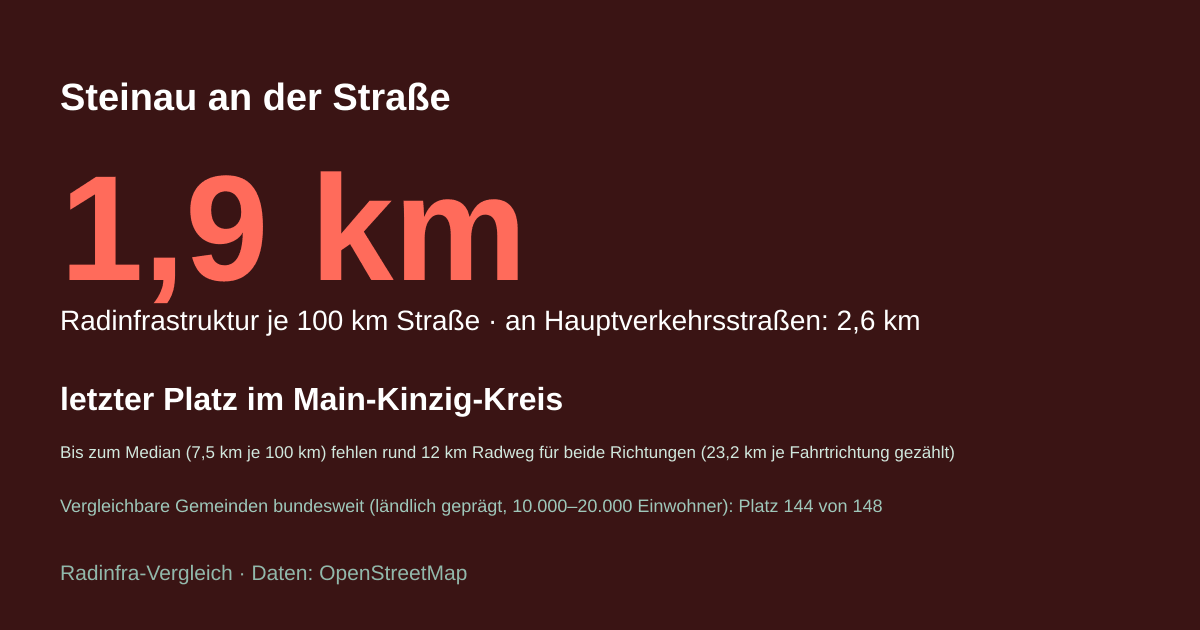 Steinau an der Straße
1,9 km
Radinfrastruktur je 100 km Straße · an Hauptverkehrsstraßen: 2,6 km
letzter Platz im Main-Kinzig-Kreis
Bis zum Median (7,5 km je 100 km) fehlen rund 12 km Radweg für beide Richtungen (23,2 km je Fahrtrichtung gezählt)
Vergleichbare Gemeinden bundesweit (ländlich geprägt, 10.000–20.000 Einwohner): Platz 144 von 148
Radinfra-Vergleich · Daten: OpenStreetMap